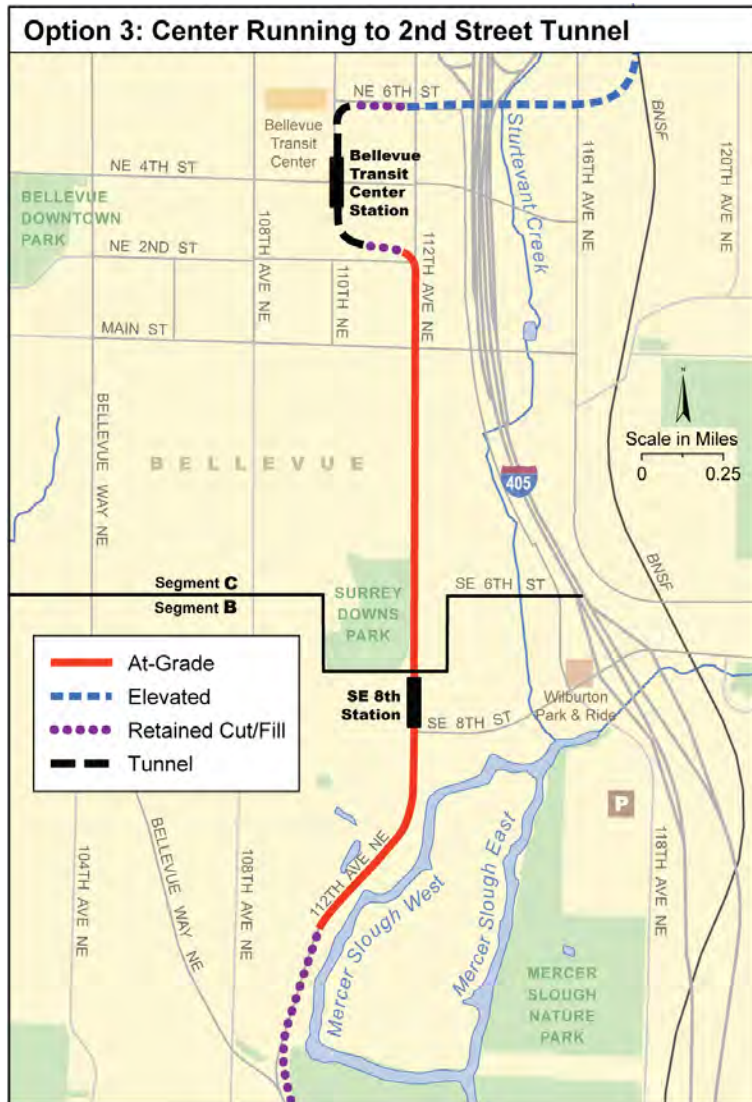 Option 3: Center Running to 2nd Street Tunnel
NE 6TH ST
BNSF
Bellevue
Transit
Center
Bellevue
Transit
Center
Station
Sturtevant Creek
116TH AVE NE
120TH AVE NE
NE 4TH ST
BELLEVUE
DOWNTOWN
PARK
108TH AVE NE
112TH AVE NE
NE 2ND ST
110TH NE
MAIN ST
N
Scale in Miles
0 0.25
BELLEVUE WAY NE
BELLEVUE
405
BNSF
Segment C
Segment B
SURREY
DOWNS
PARK
SE 6TH ST
At-Grade
Elevated
Retained Cut/Fill
Tunnel
SE 8th
Station
SE 8TH ST
Wilburton
Park & Ride
P
104TH AVE NE
BELLEVUE WAY NE
108TH AVE NE
112TH AVE NE
Mercer Slough West
Mercer Slough East
118TH AVE NE
MERCER
SLOUGH
NATURE
PARK